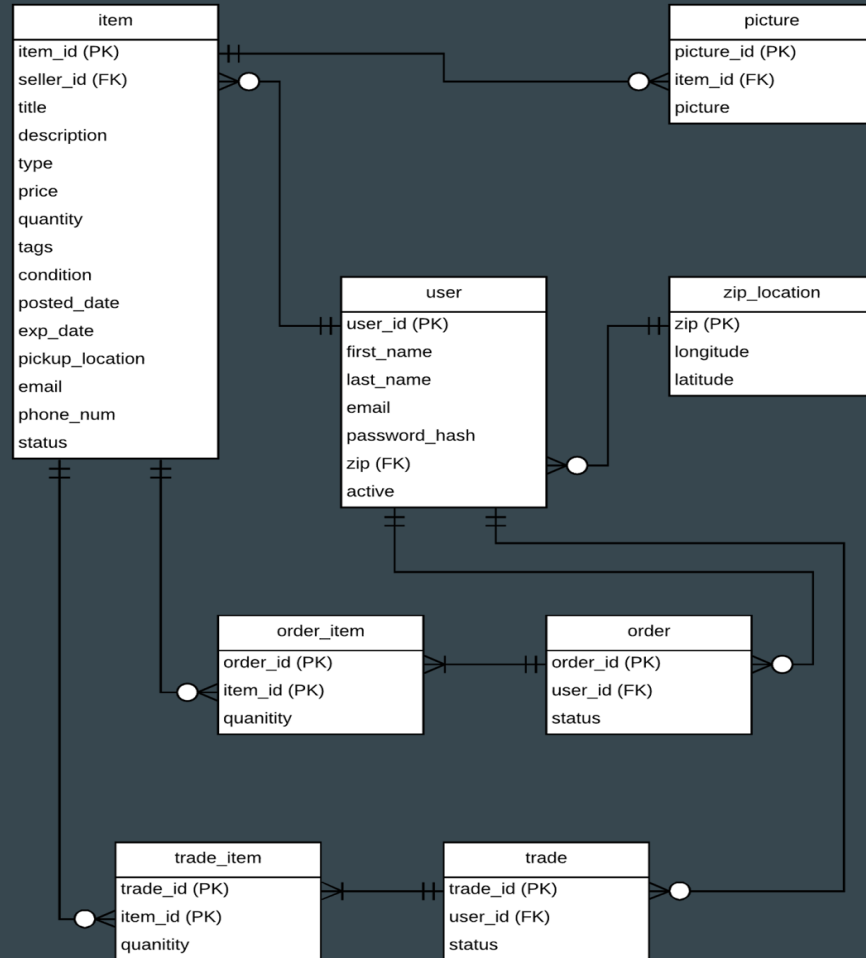 item
item_id (PK)
seller_id (FK)
title
description
type
price
quantity
tags
condition
posted_date
exp_date
pickup_location
email
phone_num
status
picture
picture_id (PK)
item_id (FK)
picture
user
user_id (PK)
first_name
last_name
email
password_hash
zip (FK)
active
zip_location
zip (PK)
longitude
latitude
order_item
order_id (PK)
item_id (PK)
quanitity
order
order_id (PK)
user_id (FK)
status
trade_item
trade_id (PK)
item_id (PK)
quanitity
trade
trade_id (PK)
user_id (FK)
status